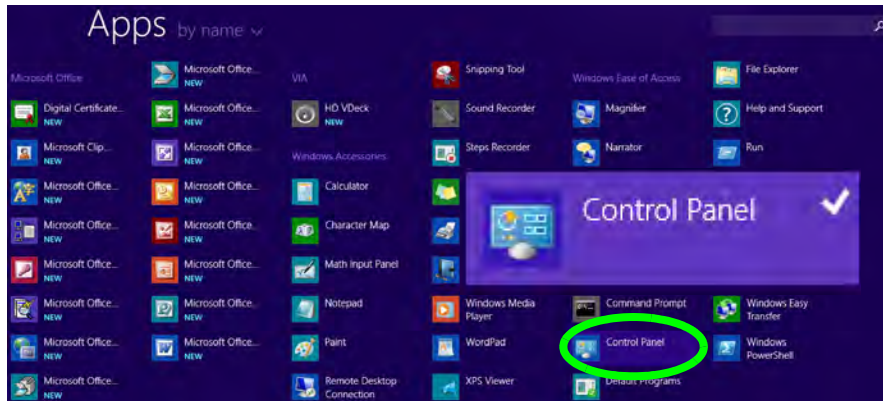 Apps by name
Microsoft Office
Digital Certificate...
NEW
Microsoft Clip...
NEW
Microsoft Office...
NEW
Microsoft Office...
NEW
Microsoft Office...
NEW
Microsoft Office...
NEW
Microsoft Office...
NEW
Microsoft Office...
NEW
Microsoft Office...
NEW
Microsoft Office...
NEW
Microsoft Office...
NEW
Microsoft Office...
NEW
Microsoft Office...
NEW
Microsoft Office...
NEW
Microsoft Office...
NEW
Microsoft Office...
NEW
VIA
HD VDeck
NEW
Windows Accessories
Calculator
Character Map
Math Input Panel
Notepad
Paint
Remote Desktop
Connection
Snipping Tool
Sound Recorder
Steps Recorder
Windows Media
Player
WordPad
XPS Viewer
Windows Ease of Access
Magnifier
Narrator
Control Panel
Command Prompt
Control Panel
Default Programs
File Explorer
Help and Support
Run
Windows Easy
Transfer
Windows
PowerShell